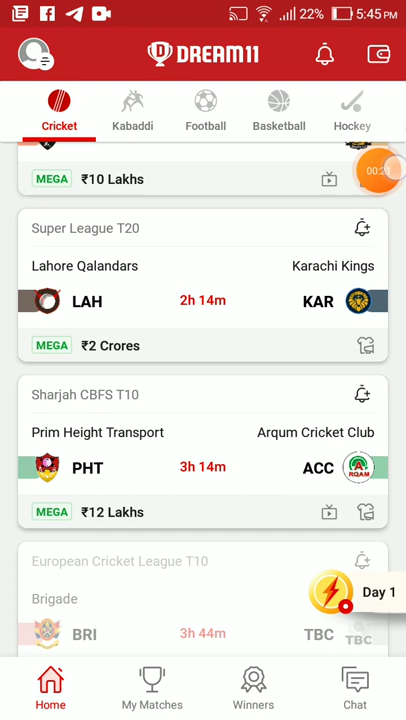 22% 5:45 PM
DREAM11
Cricket Kabaddi Football Basketball Hockey
MEGA ₹10 Lakhs
Super League T20
Lahore Qalandars Karachi Kings
LAH 2h 14m KAR
MEGA ₹2 Crores
Sharjah CBFS T10
Prim Height Transport Arqum Cricket Club
PHT 3h 14m ACC
RQAM
MEGA ₹12 Lakhs
European Cricket League T10
Day 1
Brigade
BRI 3h 44m TBC TBC
Home My Matches Winners Chat